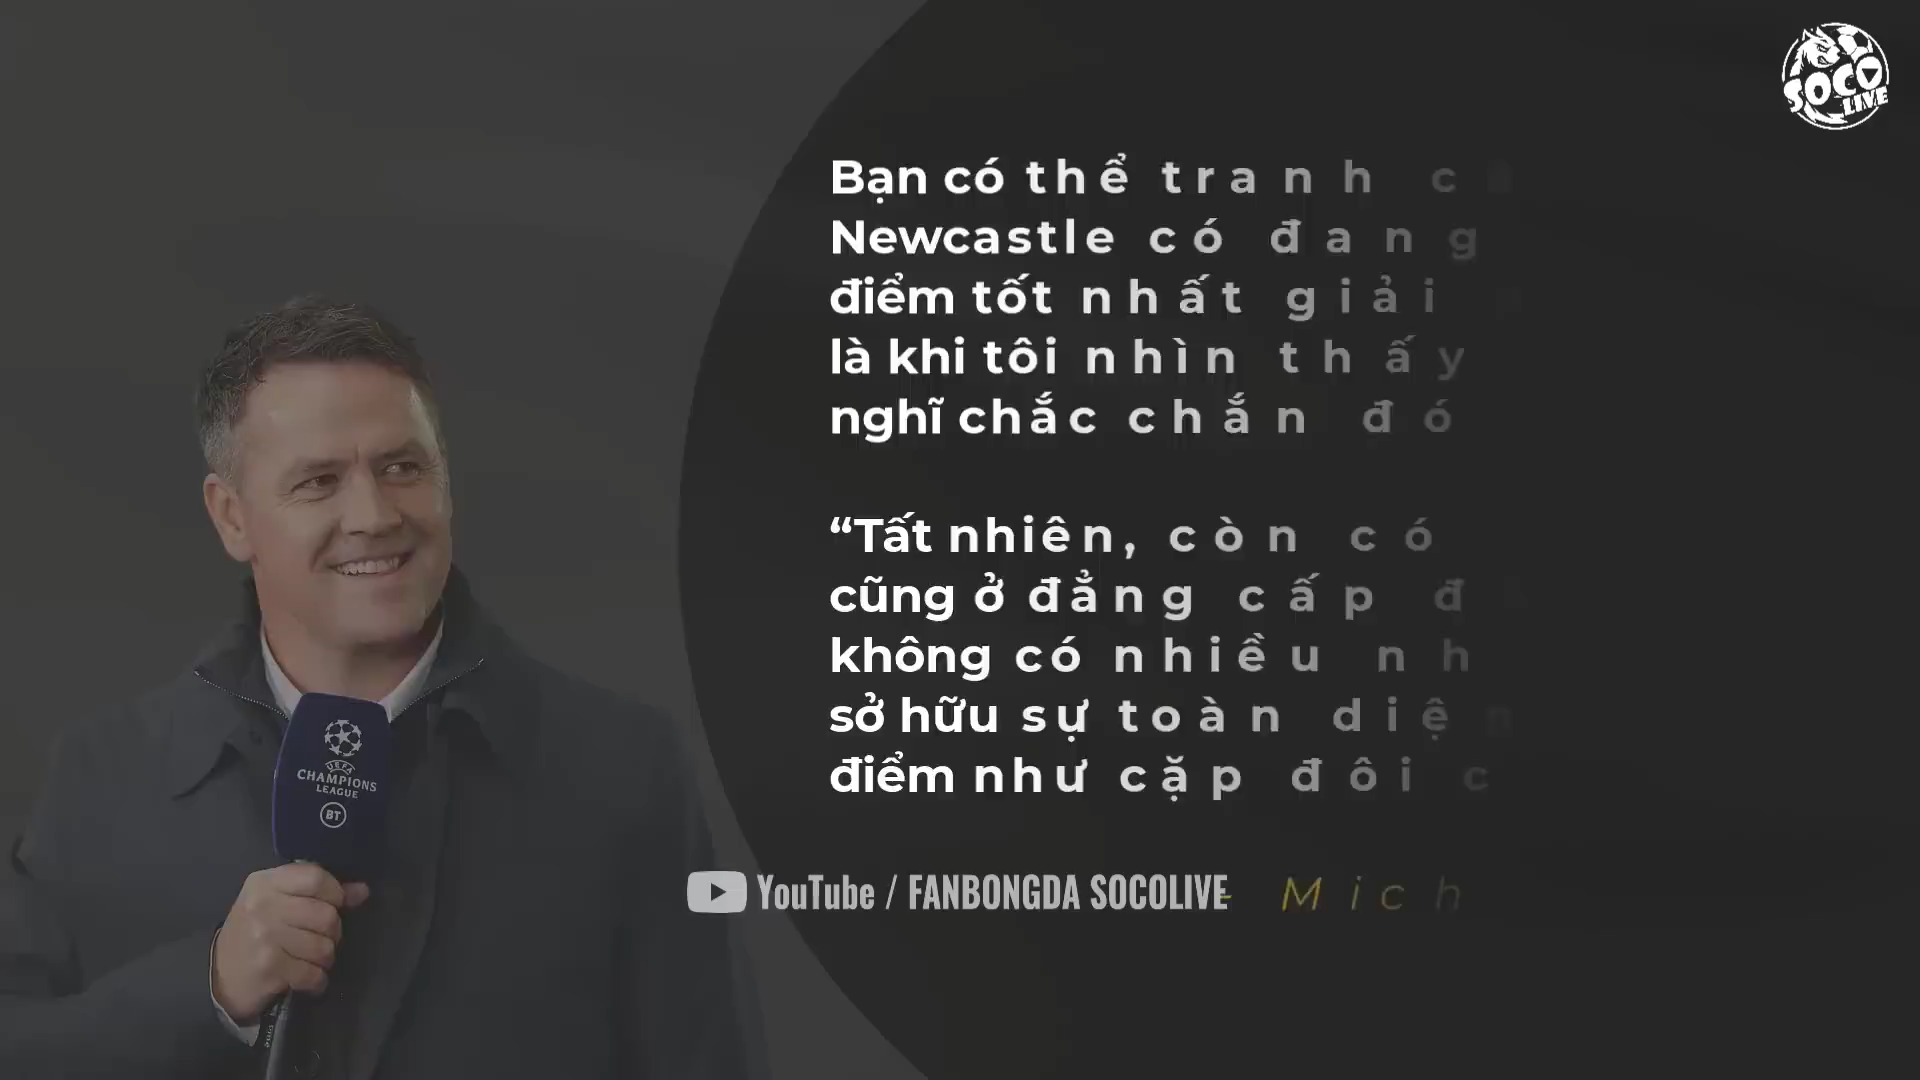 SOCO
LIVE
Bạn có thể tranh
Newcastle có đang
điểm tốt nhất giải
là khi tôi nhìn thấy
nghĩ chắc chắn đó
“Tất nhiên, còn có
cũng ở đẳng cấp
không có nhiều
sở hữu sự toàn diện
điểm như cặp đôi
UEFA
CHAMPIONS
LEAGUE
BT
YouTube / FANBONGDA SOCOLIVE
- Mich